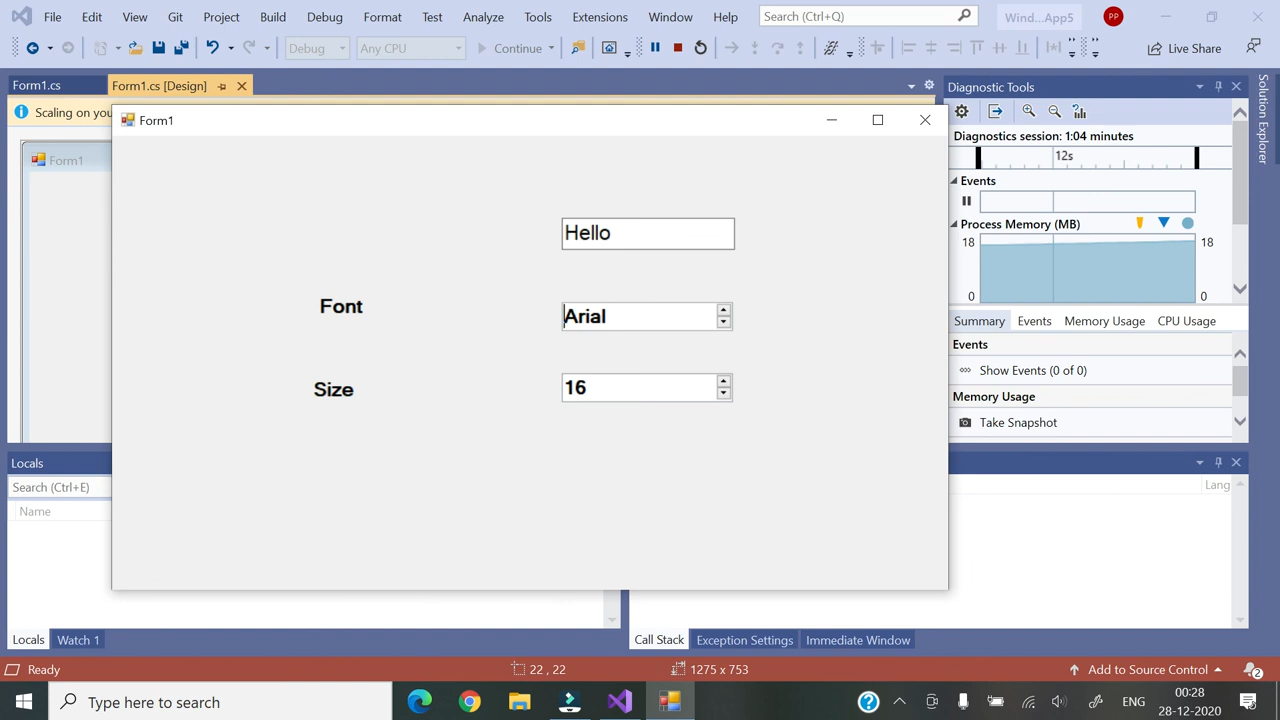 File Edit View Git Project Build Debug Format Test Analyze Tools Extensions Window Help Search (Ctrl+Q) Wind...App5 PP
Debug Any CPU Continue Live Share
Form1.cs Form1.cs [Design] Diagnostic Tools
Scaling on you
Form1
Form1
Diagnostics session: 1:04 minutes
12s
Events
Process Memory (MB)
18 18
0 0
Summary Events Memory Usage CPU Usage
Events
Show Events (0 of 0)
Memory Usage
Take Snapshot
Solution Explorer
Hello
Font Arial
Size 16
Locals
Search (Ctrl+E)
Name
Lang
Locals Watch 1 Call Stack Exception Settings Immediate Window
Ready 22 , 22 1275 x 753 Add to Source Control 2
Type here to search ENG 00:28
28-12-2020